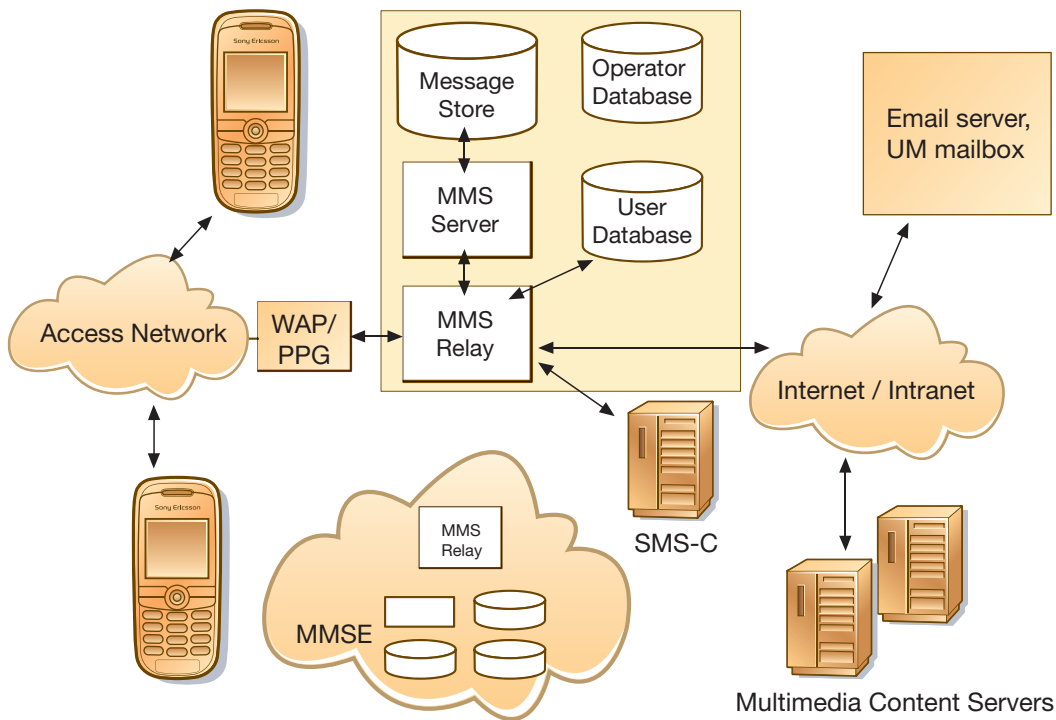 Sony Ericsson
Message
Store
Operator
Database
Email server,
UM mailbox
MMS
Server
User
Database
Access Network
WAP/
PPG
MMS
Relay
Internet / Intranet
Sony Ericsson
MMS
Relay
SMS-C
MMSE
Multimedia Content Servers